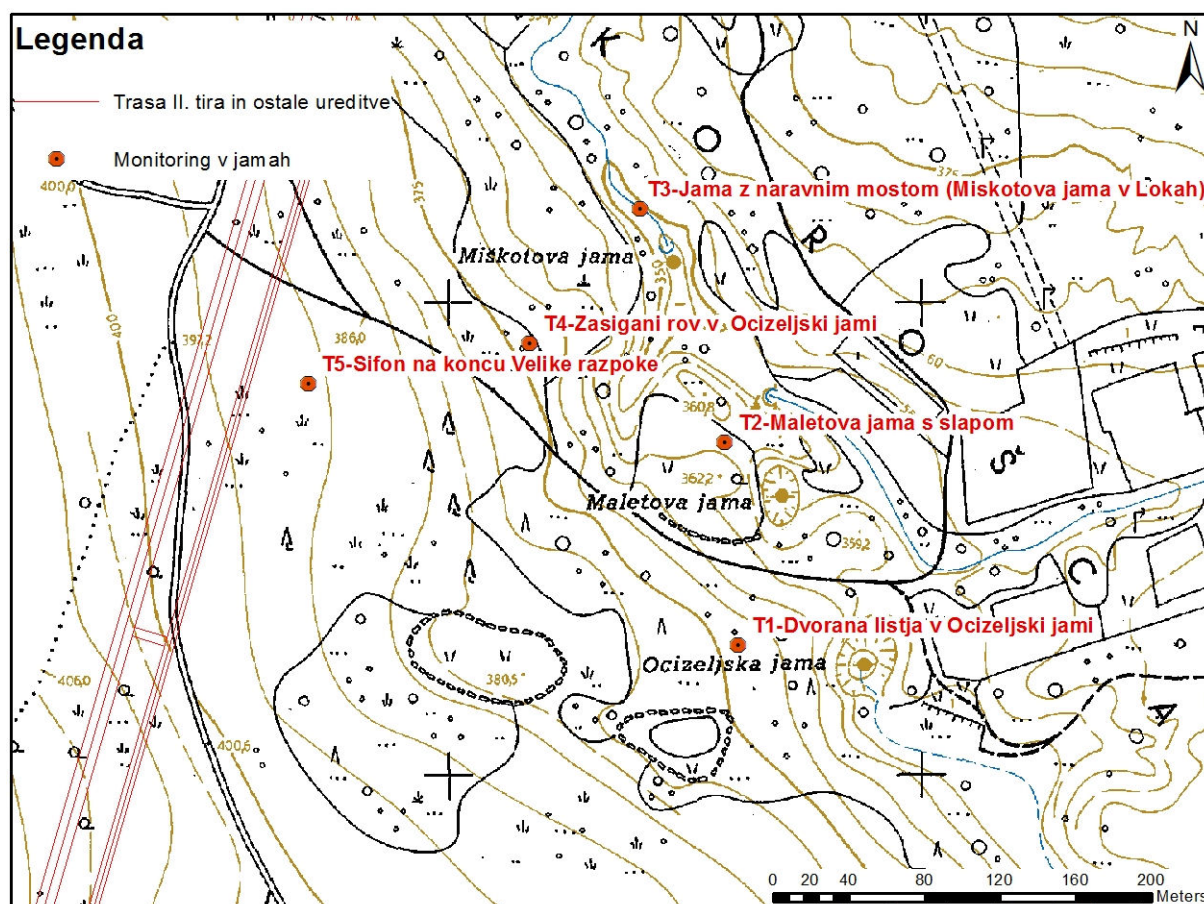 Legenda
Trasa II. tira in ostale ureditve
Monitoring v jamah
N
K
375
375
400,0
T3-Jama z naravnim mostom (Miskotova jama v Lokah)
R
Miškotova jama
350
400
T4-Zasigani rov v Ocizeljski jami
3922
386,0
60
T5-Sifon na koncu Velike razpoke
360,8
T2-Maletova jama s slapom
Š
362,2
Maletova jama
359,2
C
T1-Dvorana listja v Ocizeljski jami
Ocizeljska jama
380,5
406,0
A
400,5
0 20 40 80 120 160 200
Meters